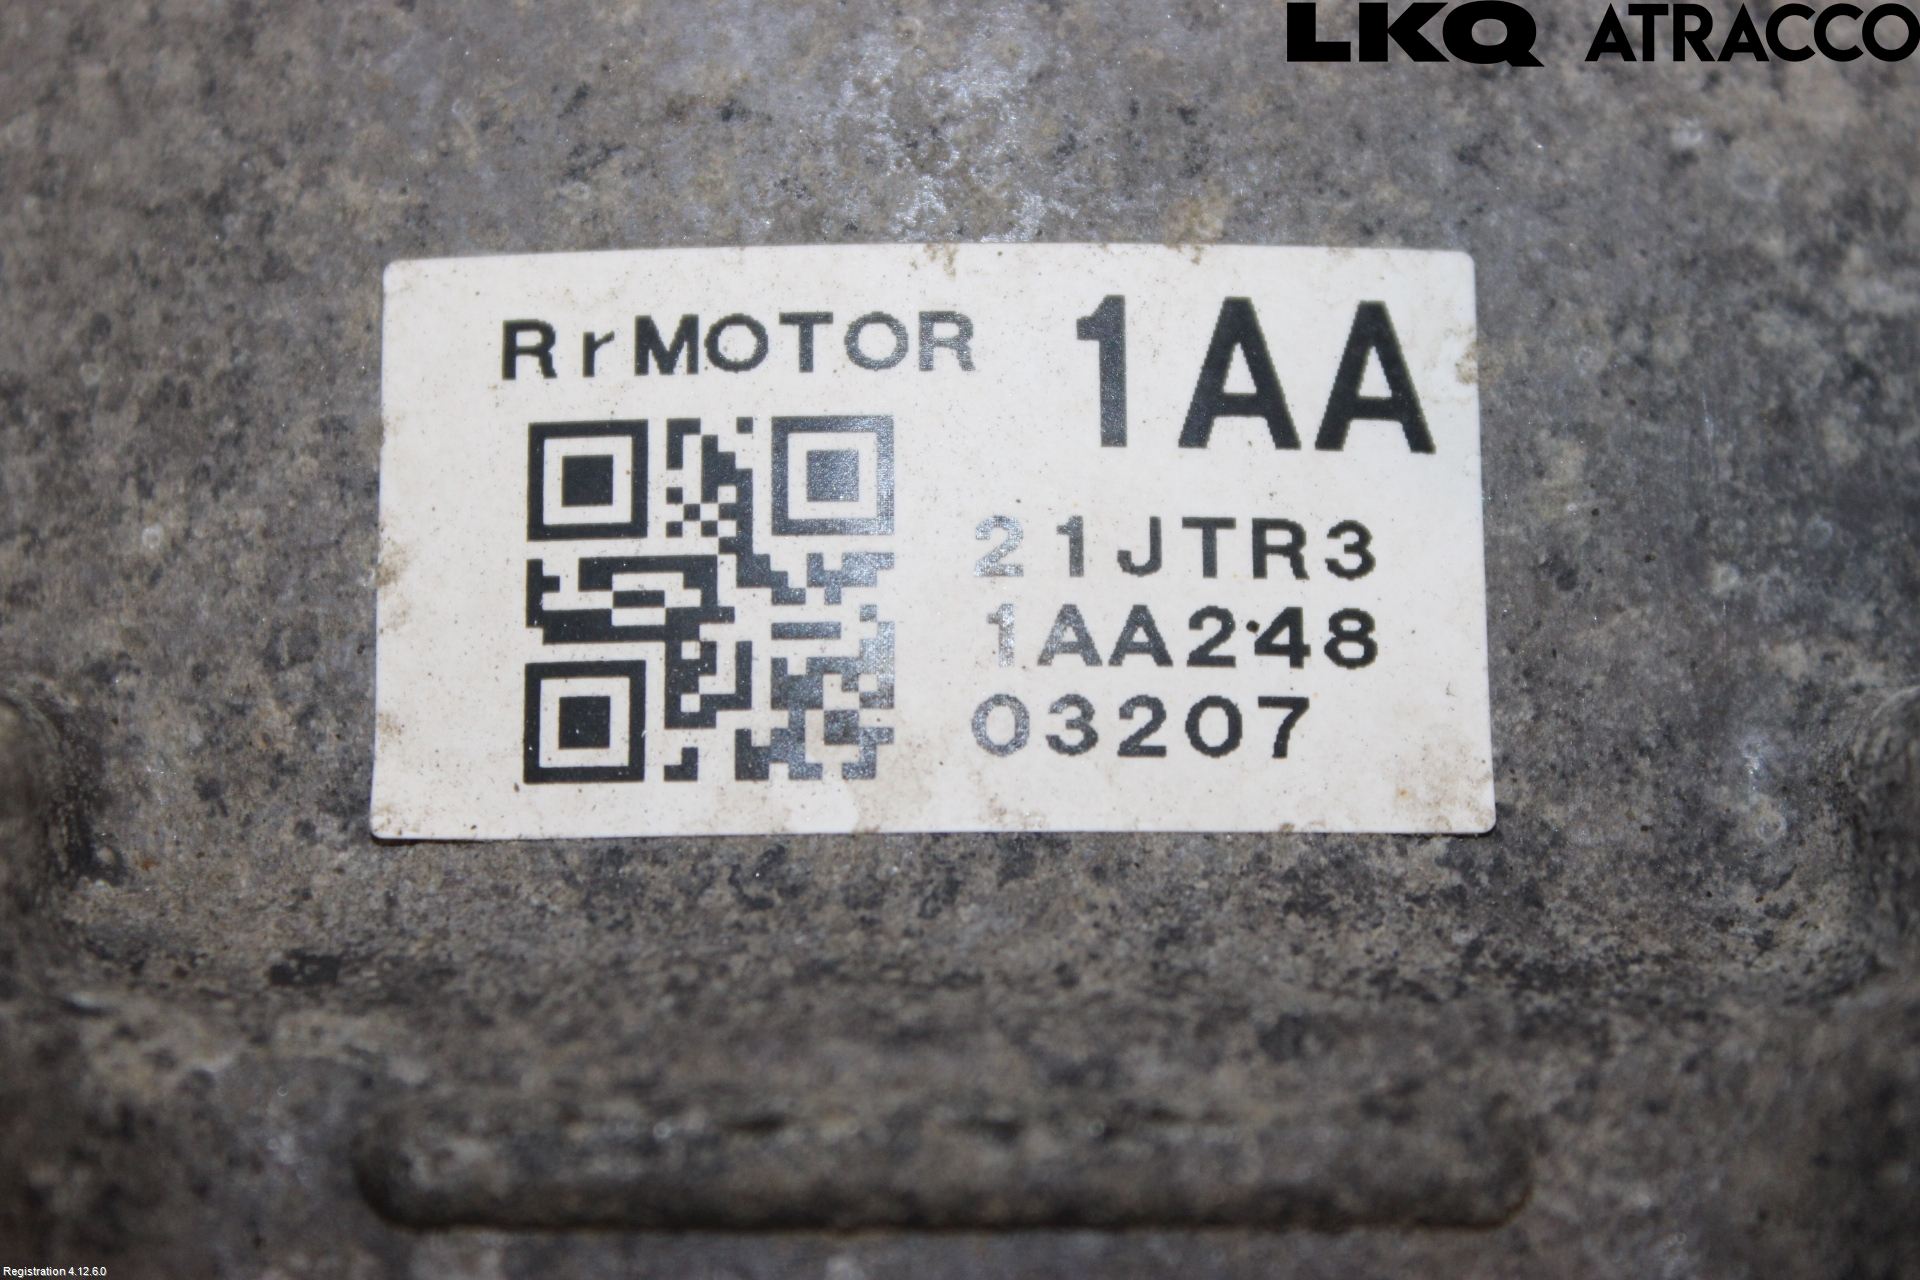 LKQ ATRACCO
RrMOTOR 1AA
21JTR3
1AA248
03207
Registration 4.12.6.0